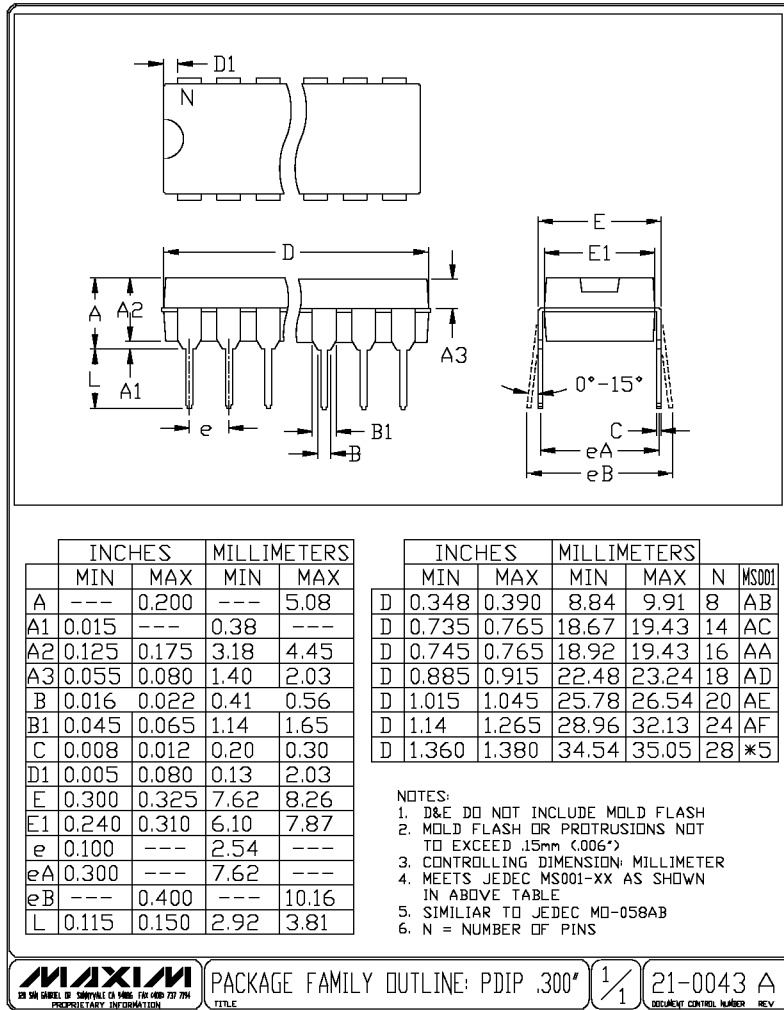 D1
N
D
E
E1
A A2
A3
L A1
0°-15°
e
B1
B
C
eA
eB
INCHES MILLIMETERS
MIN MAX MIN MAX
A --- 0.200 --- 5.08
A1 0.015 --- 0.38 ---
A2 0.125 0.175 3.18 4.45
A3 0.055 0.080 1.40 2.03
B 0.016 0.022 0.41 0.56
B1 0.045 0.065 1.14 1.65
C 0.008 0.012 0.20 0.30
D1 0.005 0.080 0.13 2.03
E 0.300 0.325 7.62 8.26
E1 0.240 0.310 6.10 7.87
e 0.100 --- 2.54 ---
eA 0.300 --- 7.62 ---
eB --- 0.400 --- 10.16
L 0.115 0.150 2.92 3.81
INCHES MILLIMETERS
MIN MAX MIN MAX N MS001
D 0.348 0.390 8.84 9.91 8 AB
D 0.735 0.765 18.67 19.43 14 AC
D 0.745 0.765 18.92 19.43 16 AA
D 0.885 0.915 22.48 23.24 18 AD
D 1.015 1.045 25.78 26.54 20 AE
D 1.14 1.265 28.96 32.13 24 AF
D 1.360 1.380 34.54 35.05 28 *5
NOTES:
1. D&E DO NOT INCLUDE MOLD FLASH
2. MOLD FLASH OR PROTRUSIONS NOT
TO EXCEED .15mm (.006")
3. CONTROLLING DIMENSION: MILLIMETER
4. MEETS JEDEC MS001-XX AS SHOWN
IN ABOVE TABLE
5. SIMILIAR TO JEDEC MO-058AB
6. N = NUMBER OF PINS
MAXIM
120 SAN GABRIEL DR SUNNYVALE CA 94086 FAX (408) 737 7194
PROPRIETARY INFORMATION
PACKAGE FAMILY OUTLINE: PDIP .300"
TITLE
1/1
21-0043 A
DOCUMENT CONTROL NUMBER REV